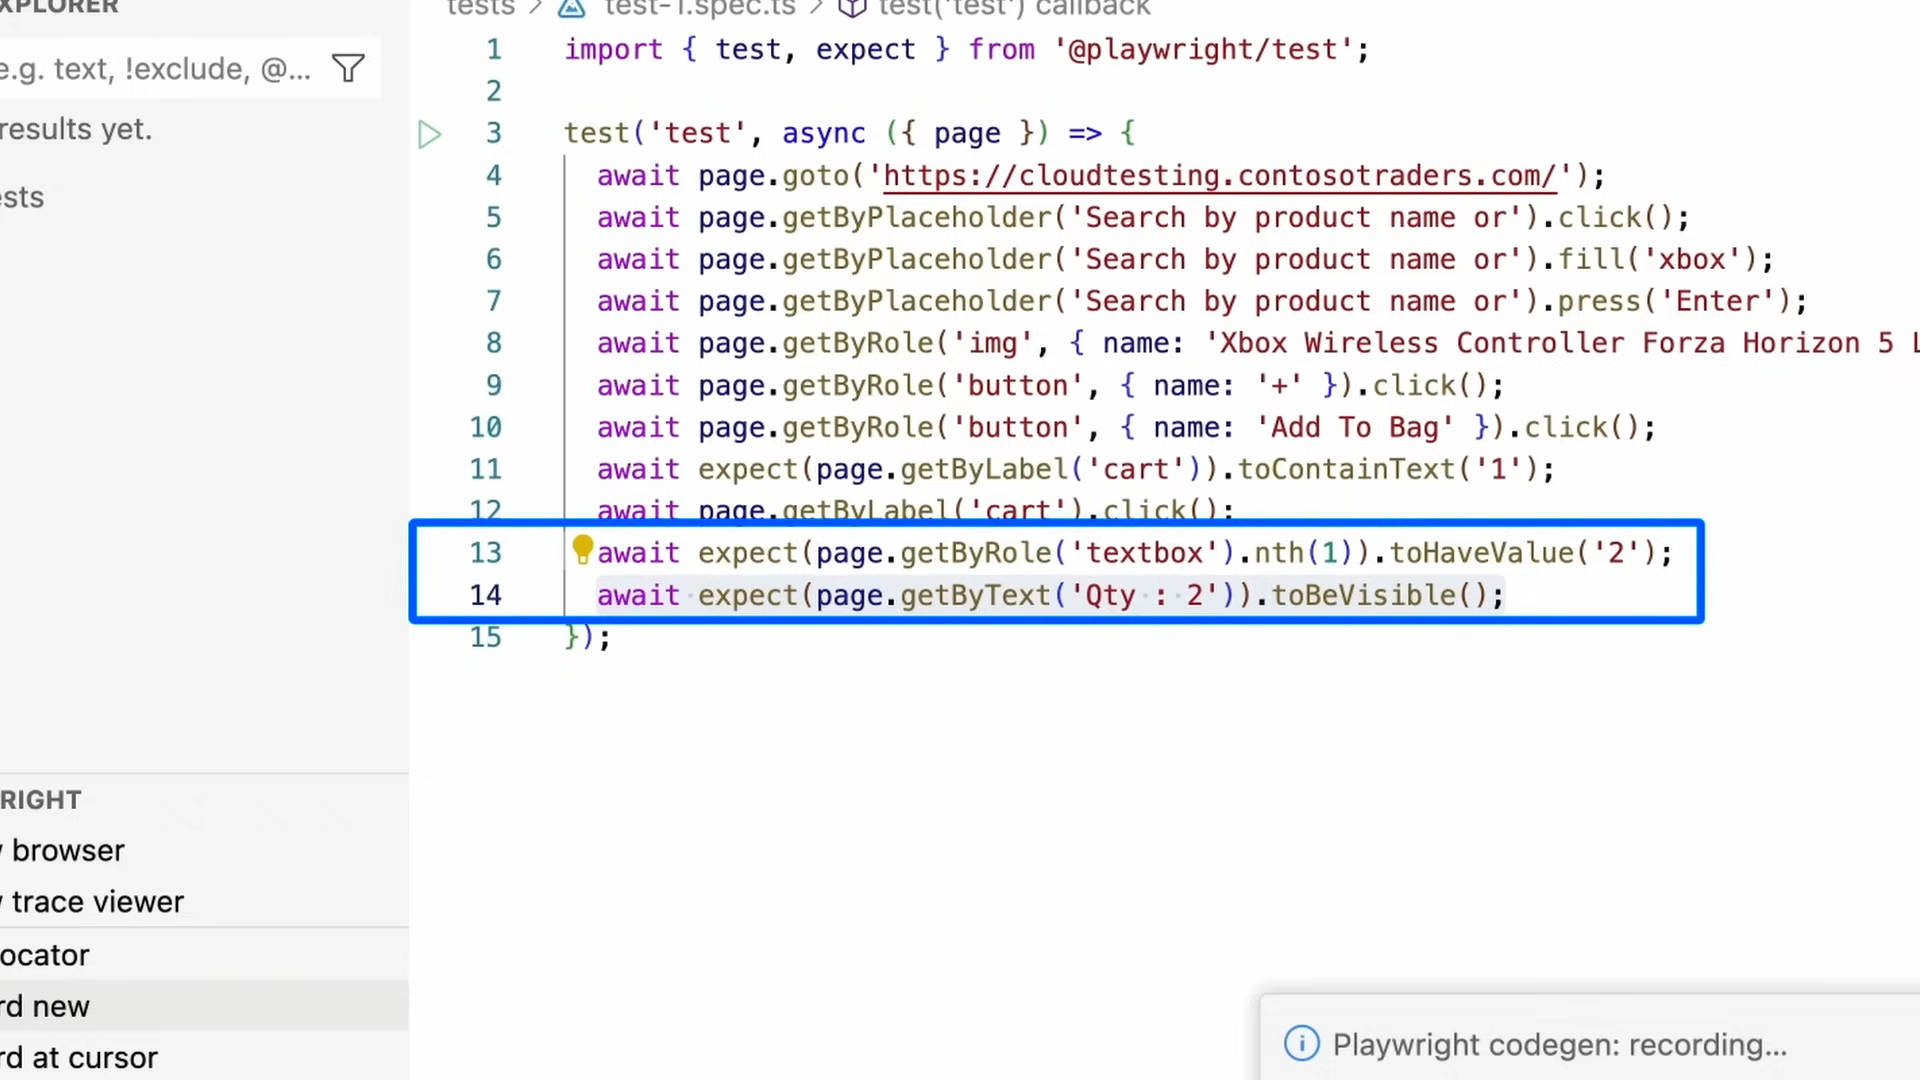 XPLORER
e.g. text, !exclude, @...
results yet.
ests
tests > test-1.spec.ts > test('test') callback
1 import { test, expect } from '@playwright/test';
2
3 test('test', async ({ page }) => {
4 await page.goto('https://cloudtesting.contosotraders.com/');
5 await page.getByPlaceholder('Search by product name or').click();
6 await page.getByPlaceholder('Search by product name or').fill('xbox');
7 await page.getByPlaceholder('Search by product name or').press('Enter');
8 await page.getByRole('img', { name: 'Xbox Wireless Controller Forza Horizon 5 L
9 await page.getByRole('button', { name: '+' }).click();
10 await page.getByRole('button', { name: 'Add To Bag' }).click();
11 await expect(page.getByLabel('cart')).toContainText('1');
12 await page.getByLabel('cart').click();
13 await expect(page.getByRole('textbox').nth(1)).toHaveValue('2');
14 await expect(page.getByText('Qty : 2')).toBeVisible();
15 });
RIGHT
browser
trace viewer
ocator
rd new
rd at cursor
Playwright codegen: recording...